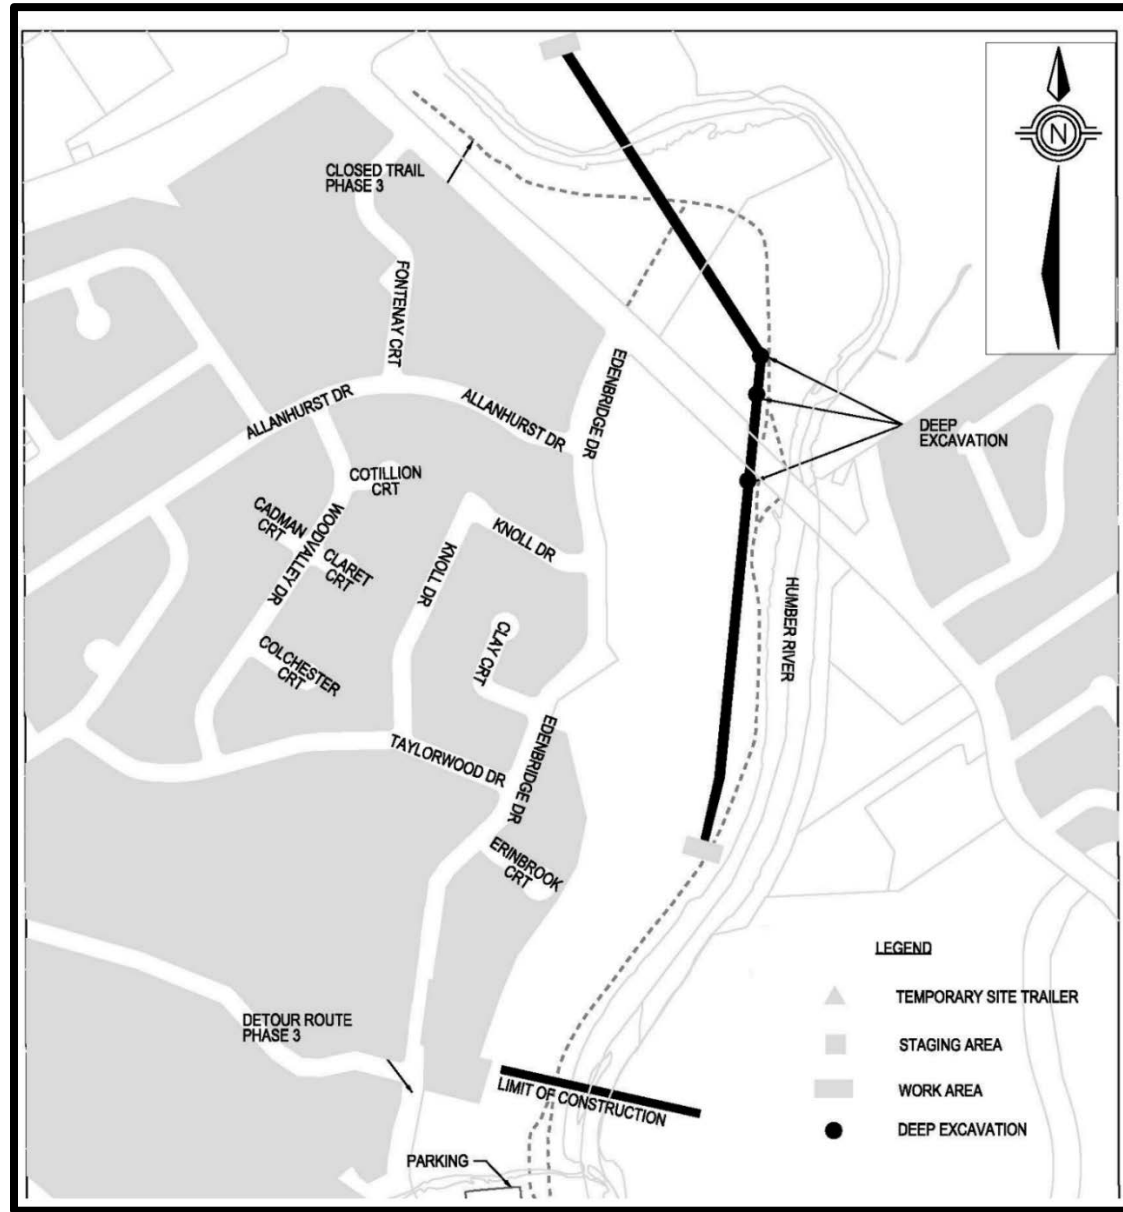 N
CLOSED TRAIL
PHASE 3
FONTENAY CRT
EDENBRIDGE DR
ALLANHURST DR
ALLANHURST DR
DEEP
EXCAVATION
COTILLION
CRT
CADMAN
CRT
WOODVALLEY DR
CLARET
CRT
KNOLL DR
KNOLL DR
HUMBER RIVER
CLAY CRT
COLCHESTER
CRT
EDENBRIDGE DR
TAYLORWOOD DR
ERINBROOK
CRT
LEGEND
TEMPORARY SITE TRAILER
STAGING AREA
WORK AREA
DEEP EXCAVATION
DETOUR ROUTE
PHASE 3
LIMIT OF CONSTRUCTION
PARKING